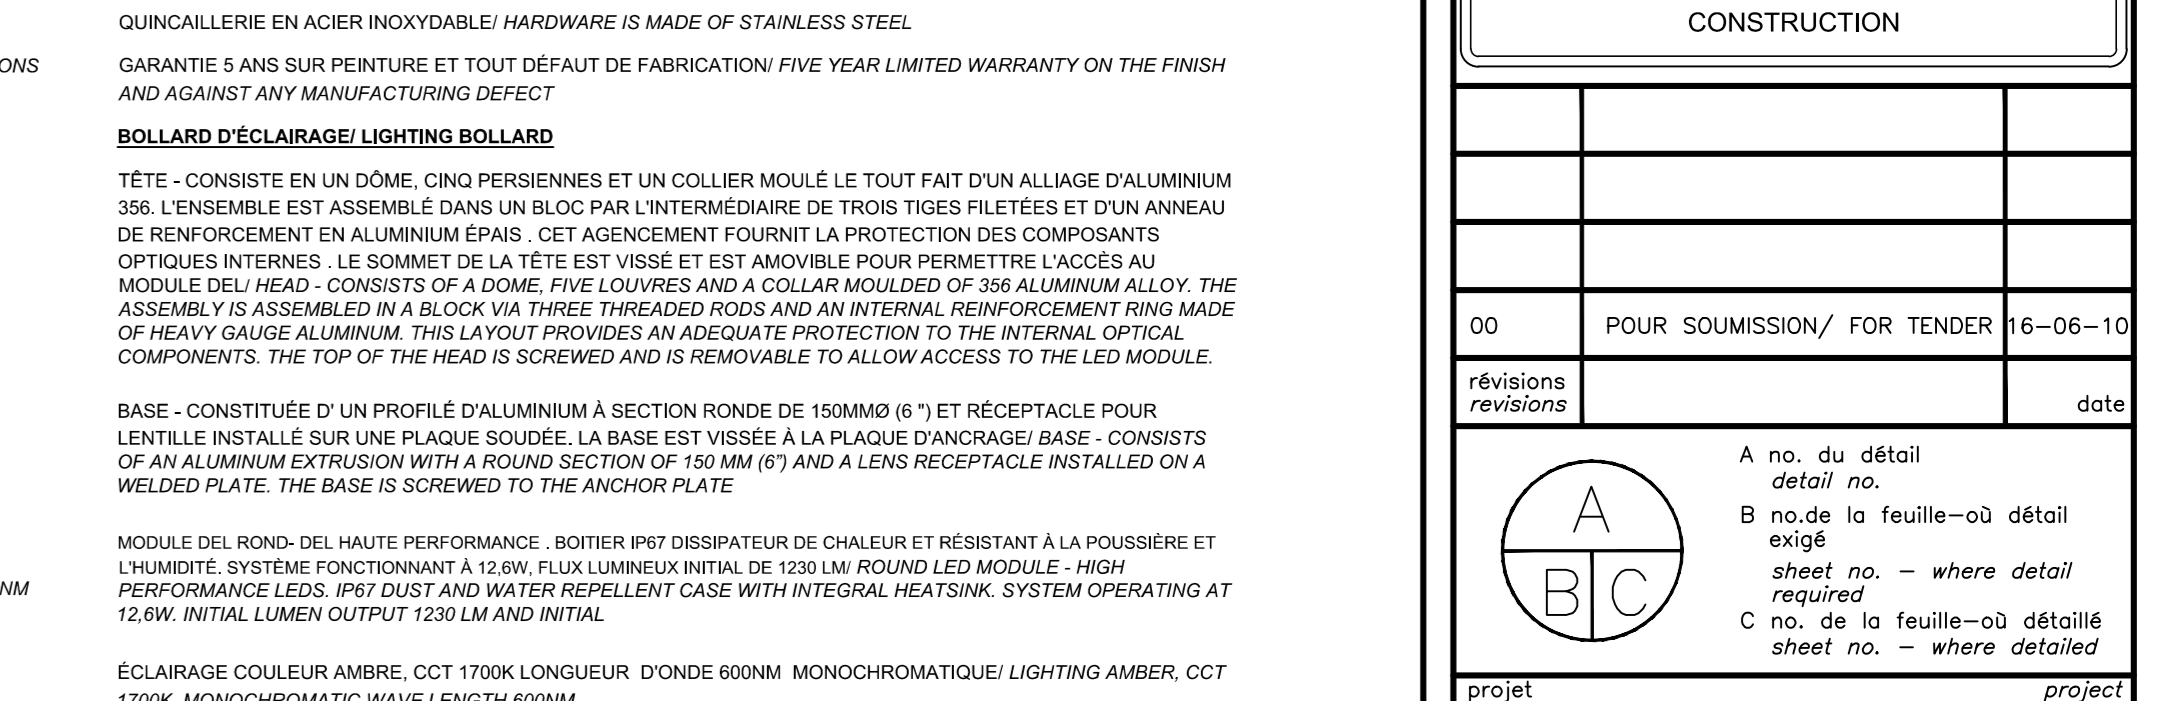 QUINCAILLERIE EN ACIER INOXYDABLE/ HARDWARE IS MADE OF STAINLESS STEEL
ONS
GARANTIE 5 ANS SUR PEINTURE ET TOUT DÉFAUT DE FABRICATION/ FIVE YEAR LIMITED WARRANTY ON THE FINISH
AND AGAINST ANY MANUFACTURING DEFECT
BOLLARD D'ÉCLAIRAGE/ LIGHTING BOLLARD
TÊTE - CONSISTE EN UN DÔME, CINQ PERSIENNES ET UN COLLIER MOULÉ LE TOUT FAIT D'UN ALLIAGE D'ALUMINIUM
356. L'ENSEMBLE EST ASSEMBLÉ DANS UN BLOC PAR L'INTERMÉDIAIRE DE TROIS TIGES FILETÉES ET D'UN ANNEAU
DE RENFORCEMENT EN ALUMINIUM ÉPAIS . CET AGENCEMENT FOURNIT LA PROTECTION DES COMPOSANTS
OPTIQUES INTERNES . LE SOMMET DE LA TÊTE EST VISSÉ ET EST AMOVIBLE POUR PERMETTRE L'ACCÈS AU
MODULE DEL/ HEAD - CONSISTS OF A DOME, FIVE LOUVRES AND A COLLAR MOULDED OF 356 ALUMINUM ALLOY. THE
ASSEMBLY IS ASSEMBLED IN A BLOCK VIA THREE THREADED RODS AND AN INTERNAL REINFORCEMENT RING MADE
OF HEAVY GAUGE ALUMINUM. THIS LAYOUT PROVIDES AN ADEQUATE PROTECTION TO THE INTERNAL OPTICAL
COMPONENTS. THE TOP OF THE HEAD IS SCREWED AND IS REMOVABLE TO ALLOW ACCESS TO THE LED MODULE.
BASE - CONSTITUÉE D' UN PROFILÉ D'ALUMINIUM À SECTION RONDE DE 150MMØ (6 ") ET RÉCEPTACLE POUR
LENTILLE INSTALLÉ SUR UNE PLAQUE SOUDÉE. LA BASE EST VISSÉE À LA PLAQUE D'ANCRAGE/ BASE - CONSISTS
OF AN ALUMINUM EXTRUSION WITH A ROUND SECTION OF 150 MM (6”) AND A LENS RECEPTACLE INSTALLED ON A
WELDED PLATE. THE BASE IS SCREWED TO THE ANCHOR PLATE
MODULE DEL ROND- DEL HAUTE PERFORMANCE . BOITIER IP67 DISSIPATEUR DE CHALEUR ET RÉSISTANT À LA POUSSIÈRE ET
L'HUMIDITÉ. SYSTÈME FONCTIONNANT À 12,6W, FLUX LUMINEUX INITIAL DE 1230 LM/ ROUND LED MODULE - HIGH
NM
PERFORMANCE LEDS. IP67 DUST AND WATER REPELLENT CASE WITH INTEGRAL HEATSINK. SYSTEM OPERATING AT
12,6W. INITIAL LUMEN OUTPUT 1230 LM AND INITIAL
ÉCLAIRAGE COULEUR AMBRE, CCT 1700K LONGUEUR D'ONDE 600NM MONOCHROMATIQUE/ LIGHTING AMBER, CCT
1700K, MONOCHROMATIC WAVE LENGTH 600NM
CONSTRUCTION
00 POUR SOUMISSION/ FOR TENDER 16-06-10
révisions
revisions
date
A
B C
A no. du détail
detail no.
B no.de la feuille-où détail
exigé
sheet no. - where detail
required
C no. de la feuille-où détaillé
sheet no. - where detailed
projet project